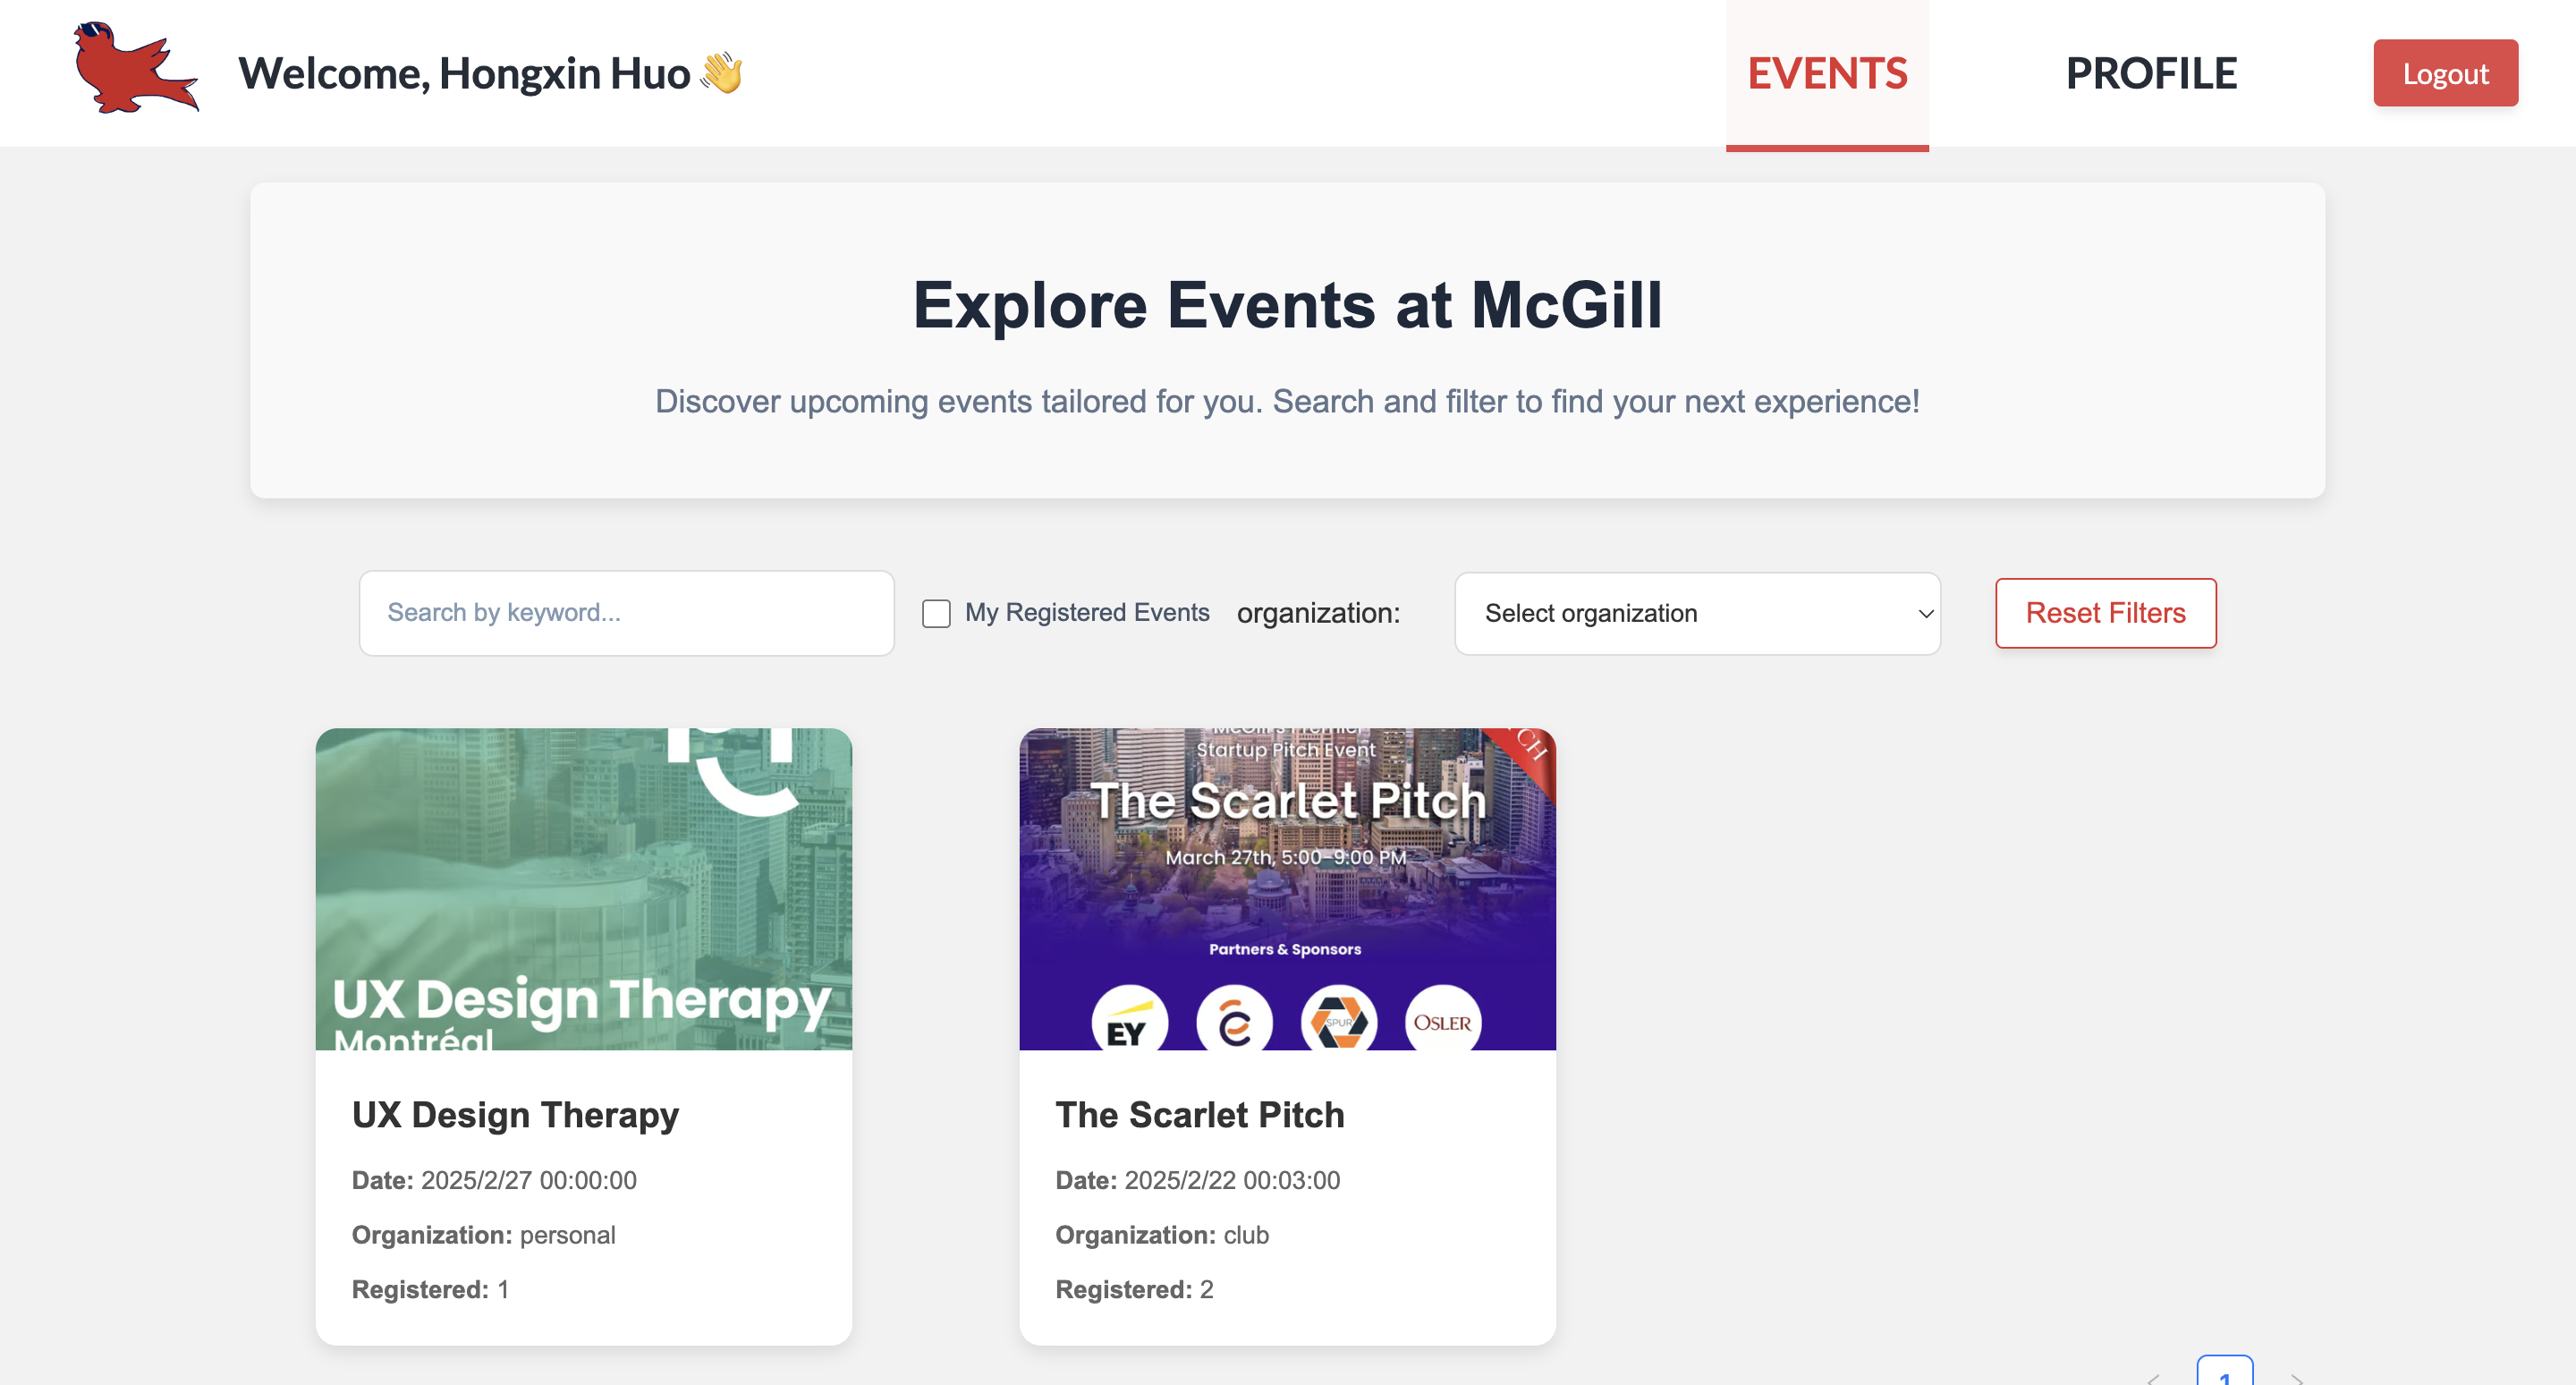 Welcome, Hongxin Huo 👋
EVENTS
PROFILE
Logout
Explore Events at McGill
Discover upcoming events tailored for you. Search and filter to find your next experience!
Search by keyword...
My Registered Events
organization:
Select organization
Reset Filters
UX Design Therapy
Montréal
McGill's Premier
Startup Pitch Event
CH
The Scarlet Pitch
March 27th, 5:00–9:00 PM
Partners & Sponsors
EY
SPUR
OSLER
UX Design Therapy
Date: 2025/2/27 00:00:00
Organization: personal
Registered: 1
The Scarlet Pitch
Date: 2025/2/22 00:03:00
Organization: club
Registered: 2
1